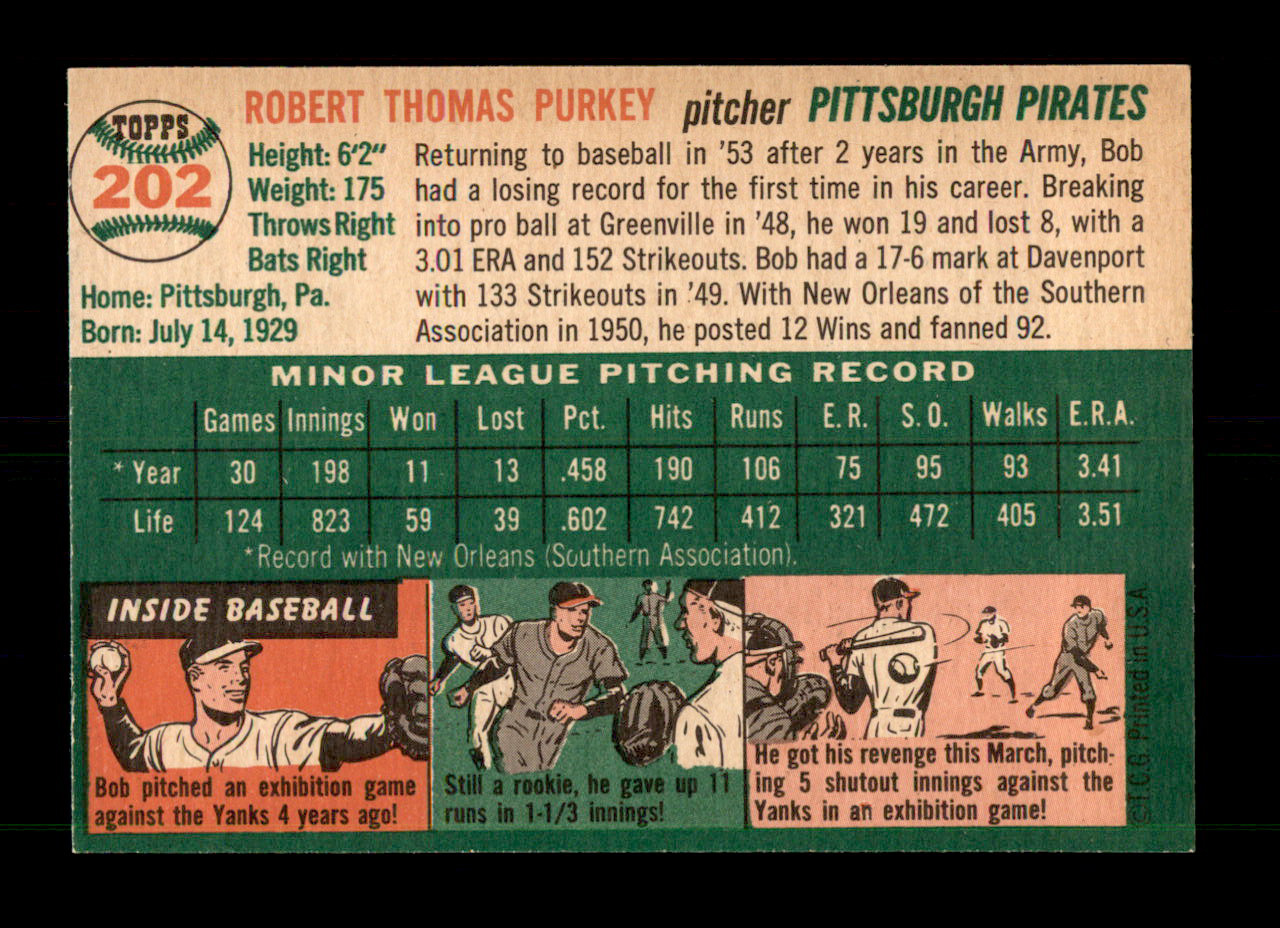 TOPPS
202
ROBERT THOMAS PURKEY pitcher PITTSBURGH PIRATES
Height: 6'2"
Weight: 175
Throws Right
Bats Right
Home: Pittsburgh, Pa.
Born: July 14, 1929
Returning to baseball in '53 after 2 years in the Army, Bob
had a losing record for the first time in his career. Breaking
into pro ball at Greenville in '48, he won 19 and lost 8, with a
3.01 ERA and 152 Strikeouts. Bob had a 17-6 mark at Davenport
with 133 Strikeouts in '49. With New Orleans of the Southern
Association in 1950, he posted 12 Wins and fanned 92.
MINOR LEAGUE PITCHING RECORD
Games Innings Won Lost Pct. Hits Runs E. R. S. O. Walks E.R.A.
* Year 30 198 11 13 .458 190 106 75 95 93 3.41
Life 124 823 59 39 .602 742 412 321 472 405 3.51
*Record with New Orleans (Southern Association).
INSIDE BASEBALL
Bob pitched an exhibition game
against the Yanks 4 years ago!
Still a rookie, he gave up 11
runs in 1-1/3 innings!
He got his revenge this March, pitch-
ing 5 shutout innings against the
Yanks in an exhibition game!
©T.C.G. Printed in U.S.A.